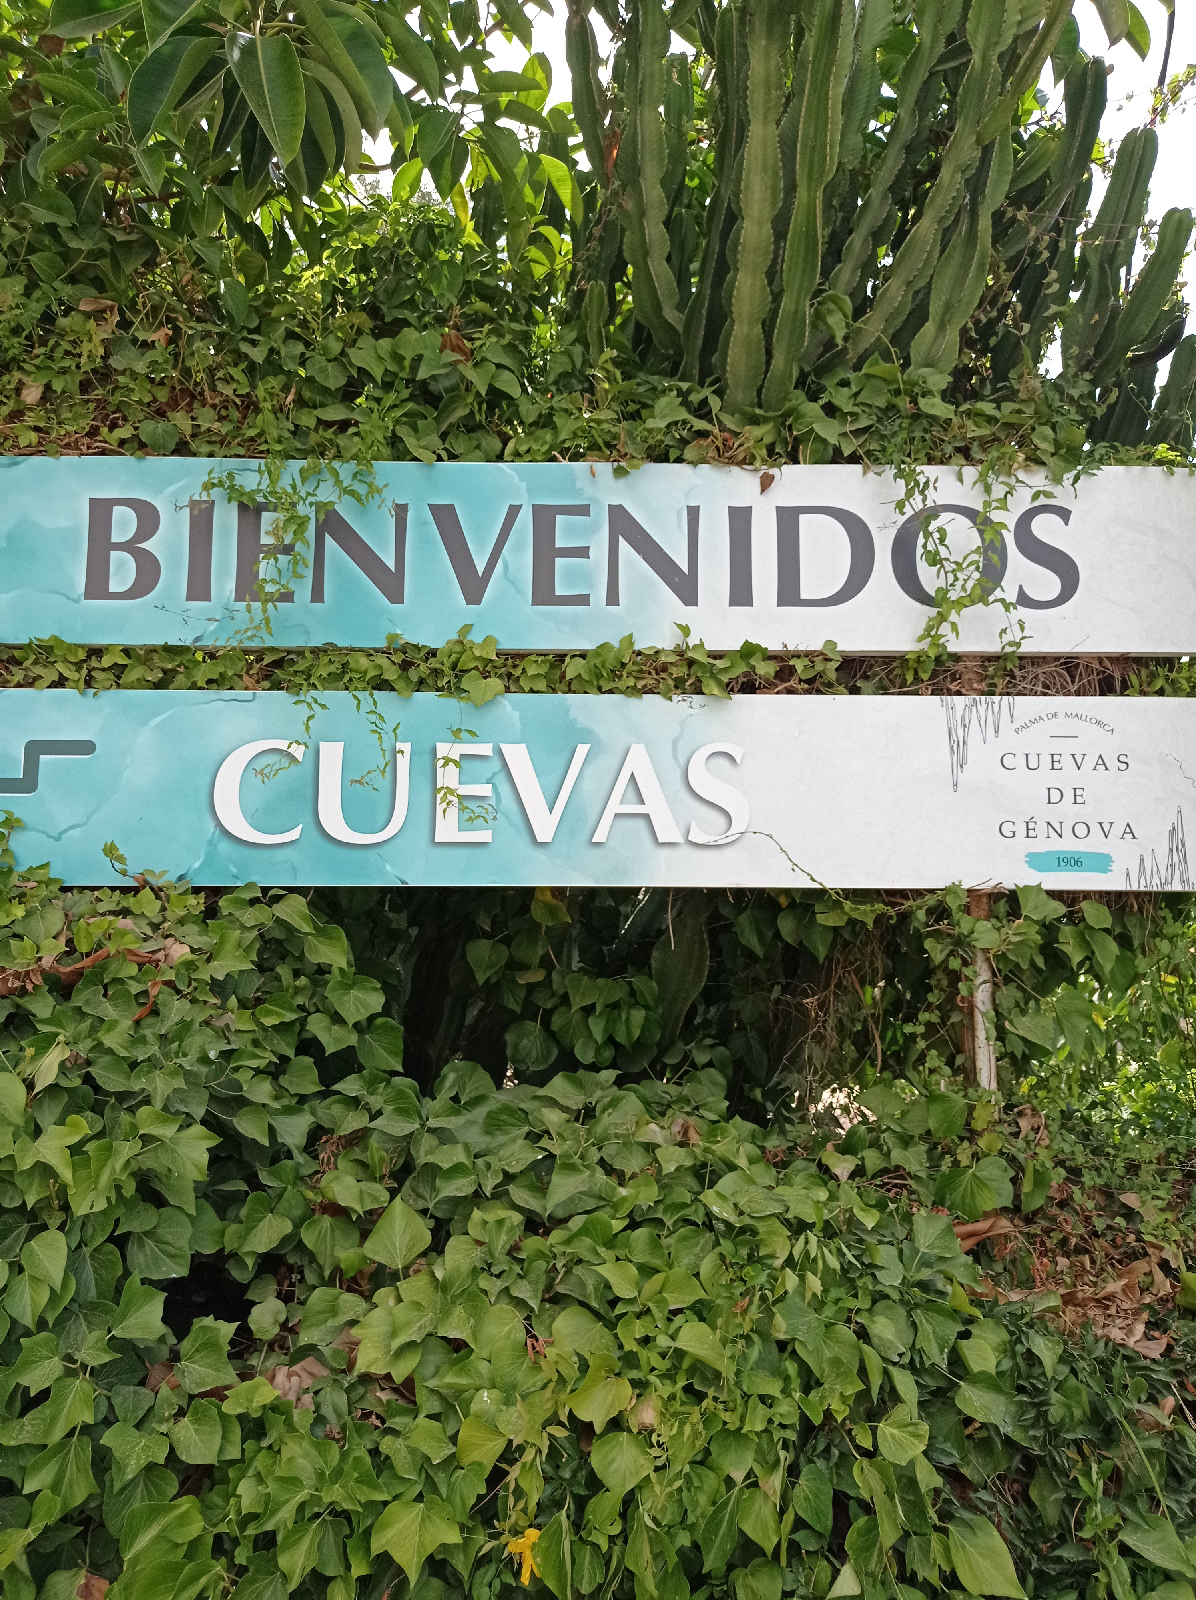 BIENVENIDOS
CUEVAS
PALMA DE MALLORCA
CUEVAS
DE
GÉNOVA
1906